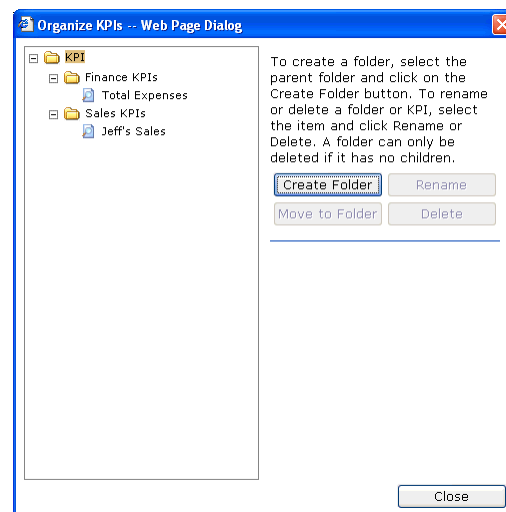 Organize KPIs -- Web Page Dialog
KPI
Finance KPIs
Total Expenses
Sales KPIs
Jeff's Sales
To create a folder, select the
parent folder and click on the
Create Folder button. To rename
or delete a folder or KPI, select
the item and click Rename or
Delete. A folder can only be
deleted if it has no children.
Create Folder Rename
Move to Folder Delete
Close